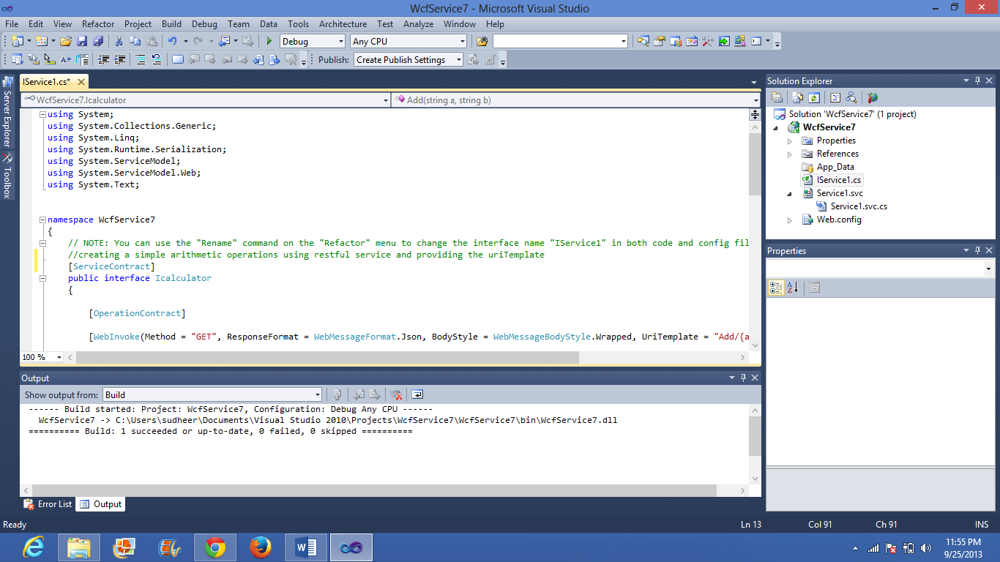 WcfService7 - Microsoft Visual Studio
File Edit View Refactor Project Build Debug Team Data Tools Architecture Test Analyze Window Help
Debug Any CPU
Publish: Create Publish Settings
Server Explorer
Toolbox
IService1.cs*
WcfService7.Icalculator Add(string a, string b)
using System;
using System.Collections.Generic;
using System.Linq;
using System.Runtime.Serialization;
using System.ServiceModel;
using System.ServiceModel.Web;
using System.Text;
namespace WcfService7
{
// NOTE: You can use the "Rename" command on the "Refactor" menu to change the interface name "IService1" in both code and config fil
//creating a simple arithmetic operations using restful service and providing the uriTemplate
[ServiceContract]
public interface Icalculator
{
[OperationContract]
[WebInvoke(Method = "GET", ResponseFormat = WebMessageFormat.Json, BodyStyle = WebMessageBodyStyle.Wrapped, UriTemplate = "Add/{a
100 %
Output
Show output from: Build
------ Build started: Project: WcfService7, Configuration: Debug Any CPU ------
WcfService7 -> C:\Users\sudheer\Documents\Visual Studio 2010\Projects\WcfService7\WcfService7\bin\WcfService7.dll
========== Build: 1 succeeded or up-to-date, 0 failed, 0 skipped ==========
Error List Output
Solution Explorer
Solution 'WcfService7' (1 project)
WcfService7
Properties
References
App_Data
IService1.cs
Service1.svc
Service1.svc.cs
Web.config
Properties
Ready Ln 13 Col 91 Ch 91 INS
11:55 PM
9/25/2013